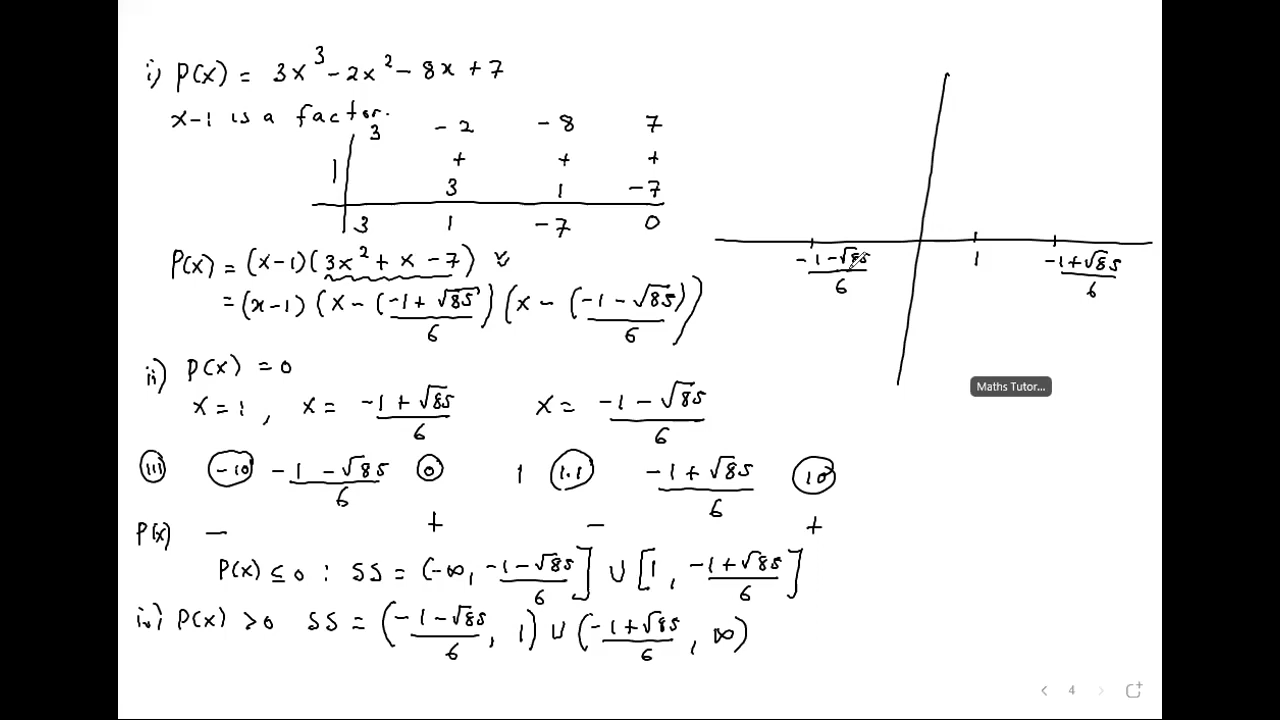 i) P(x) = 3x³ - 2x² - 8x + 7
x-1 is a factor.
3 -2 -8 7
1 + + +
3 1 -7
3 1 -7 0
P(x) = (x-1)(3x² + x - 7)
= (x-1) (x - (-1+√85)/6) (x - (-1-√85)/6)
ii) P(x) = 0
x = 1, x = (-1+√85)/6 x = (-1-√85)/6
iii) -10 (-1-√85)/6 0 1 1.1 (-1+√85)/6 10
P(x) - + - +
P(x) ≤ 0 : SS = (-∞, (-1-√85)/6] ∪ [1, (-1+√85)/6]
iv) P(x) > 0 SS = ((-1-√85)/6, 1) ∪ ((-1+√85)/6, ∞)
(-1-√85)/6 1 (-1+√85)/6
Maths Tutor...
4